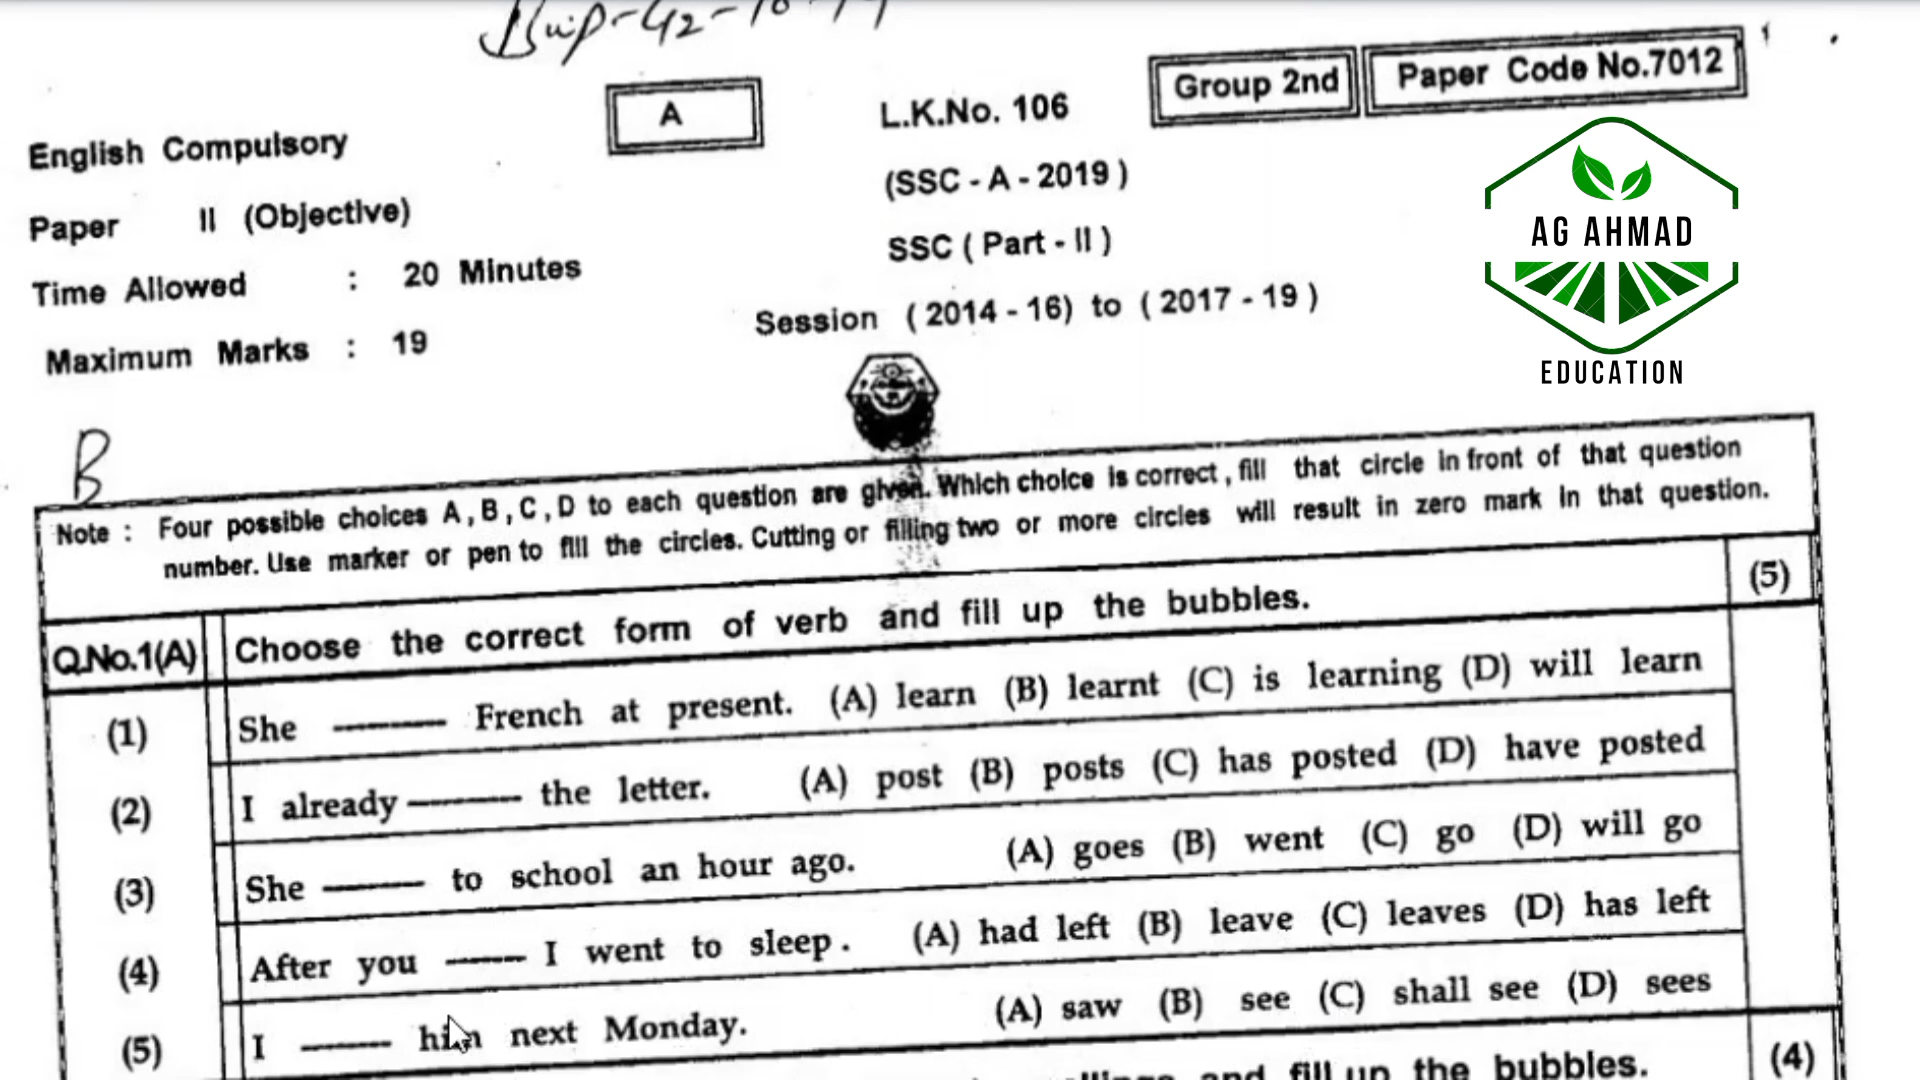 A
L.K.No. 106
Group 2nd
Paper Code No.7012
English Compulsory
(SSC - A - 2019 )
Paper II (Objective)
SSC ( Part - II )
Time Allowed : 20 Minutes
Session ( 2014 - 16) to ( 2017 - 19 )
Maximum Marks : 19
AG AHMAD
EDUCATION
B
Note : Four possible choices A , B , C , D to each question are given. Which choice is correct , fill that circle in front of that question
number. Use marker or pen to fill the circles. Cutting or filling two or more circles will result in zero mark in that question.
Q.No.1(A) Choose the correct form of verb and fill up the bubbles. (5)
(1) She ——— French at present. (A) learn (B) learnt (C) is learning (D) will learn
(2) I already ——— the letter. (A) post (B) posts (C) has posted (D) have posted
(3) She ——— to school an hour ago. (A) goes (B) went (C) go (D) will go
(4) After you ——— I went to sleep . (A) had left (B) leave (C) leaves (D) has left
(5) I ——— him next Monday. (A) saw (B) see (C) shall see (D) sees
and fill up the bubbles. (4)